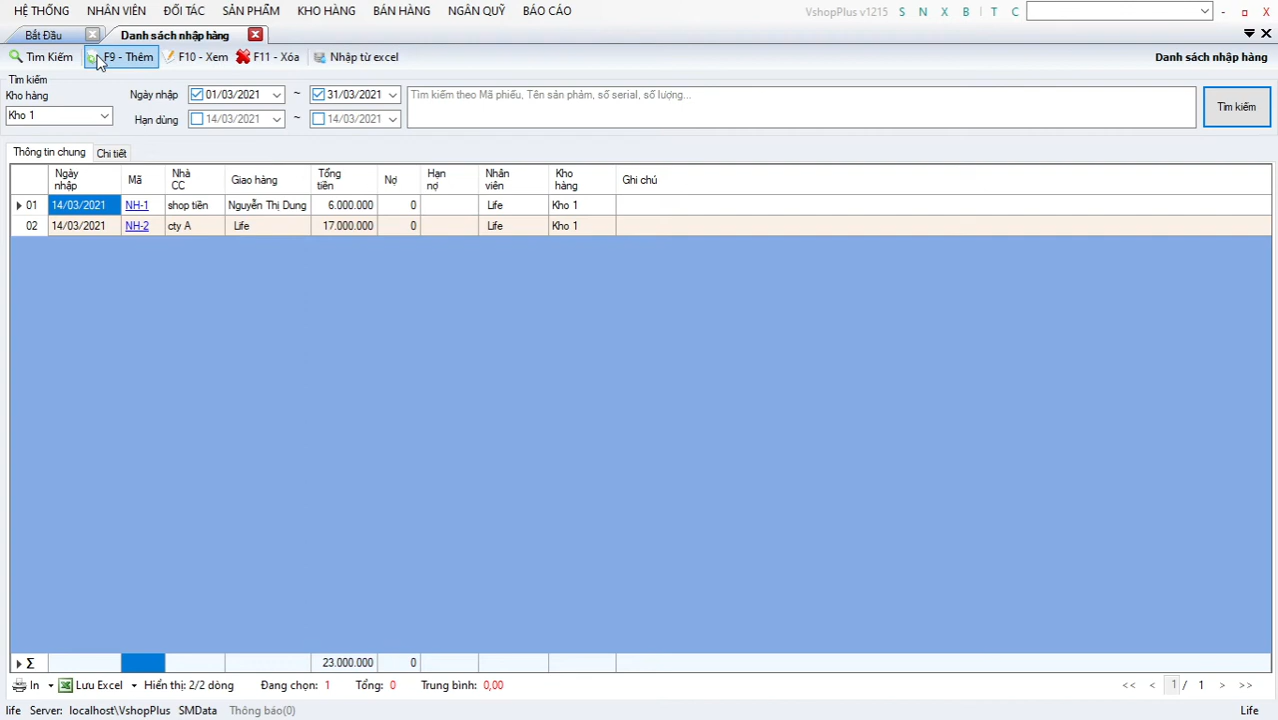 HỆ THỐNG NHÂN VIÊN ĐỐI TÁC SẢN PHẨM KHO HÀNG BÁN HÀNG NGÂN QUỸ BÁO CÁO VshopPlus v1215 S N X B T C - X
Bắt Đầu Danh sách nhập hàng
Tìm Kiếm F9 - Thêm F10 - Xem F11 - Xóa Nhập từ excel Danh sách nhập hàng
Tìm kiếm
Kho hàng Ngày nhập 01/03/2021 ~ 31/03/2021 Tìm kiếm theo Mã phiếu, Tên sản phẩm, số serial, số lượng... Tìm kiếm
Kho 1 Hạn dùng 14/03/2021 ~ 14/03/2021
Thông tin chung Chi tiết
Ngày nhập Mã Nhà CC Giao hàng Tổng tiền Nợ Hạn nợ Nhân viên Kho hàng Ghi chú
01 14/03/2021 NH-1 shop tiên Nguyễn Thị Dung 6.000.000 0 Life Kho 1
02 14/03/2021 NH-2 cty A Life 17.000.000 0 Life Kho 1
Σ 23.000.000 0
In Lưu Excel Hiển thị: 2/2 dòng Đang chọn: 1 Tổng: 0 Trung bình: 0,00 << < 1 / 1 > >>
life Server: localhost\VshopPlus SMData Thông báo(0) Life